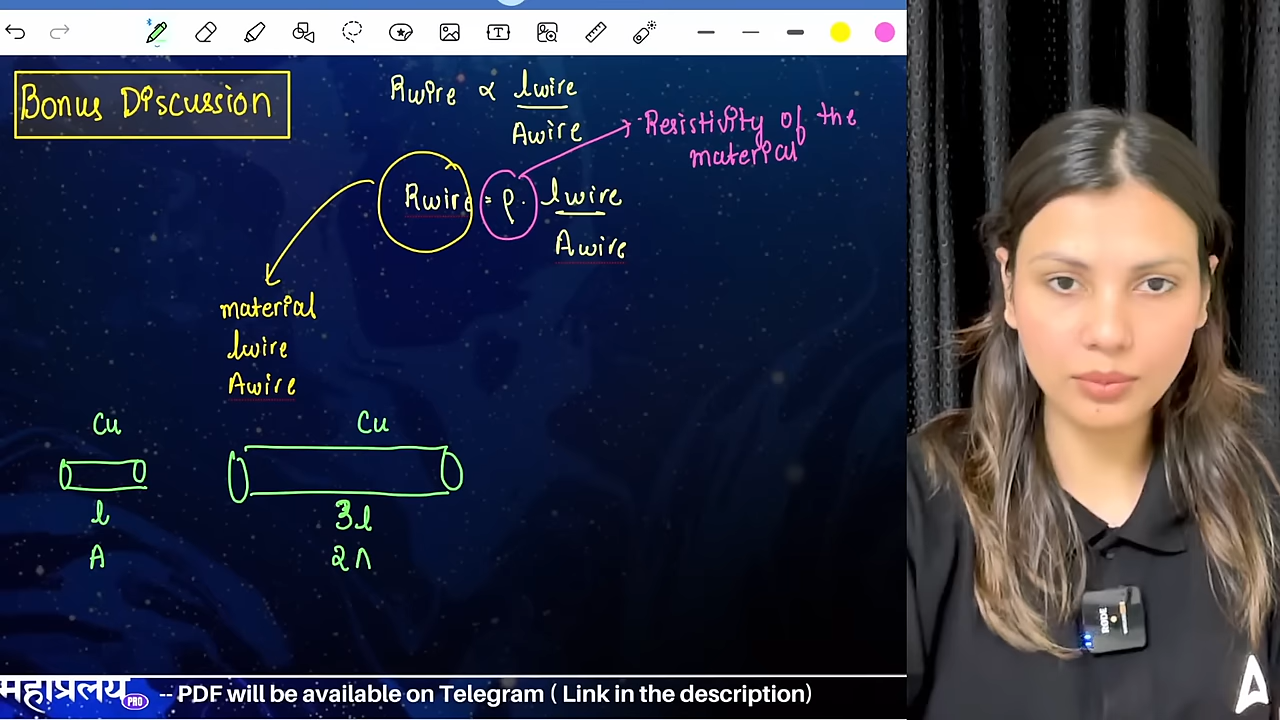 Bonus Discussion
Rwire ∝ lwire
Awire
Resistivity of the
material
Rwire = ρ. lwire
Awire
material
lwire
Awire
Cu Cu
l 3l
A 2A
महाप्रलय PRO -- PDF will be available on Telegram ( Link in the description)
RODE